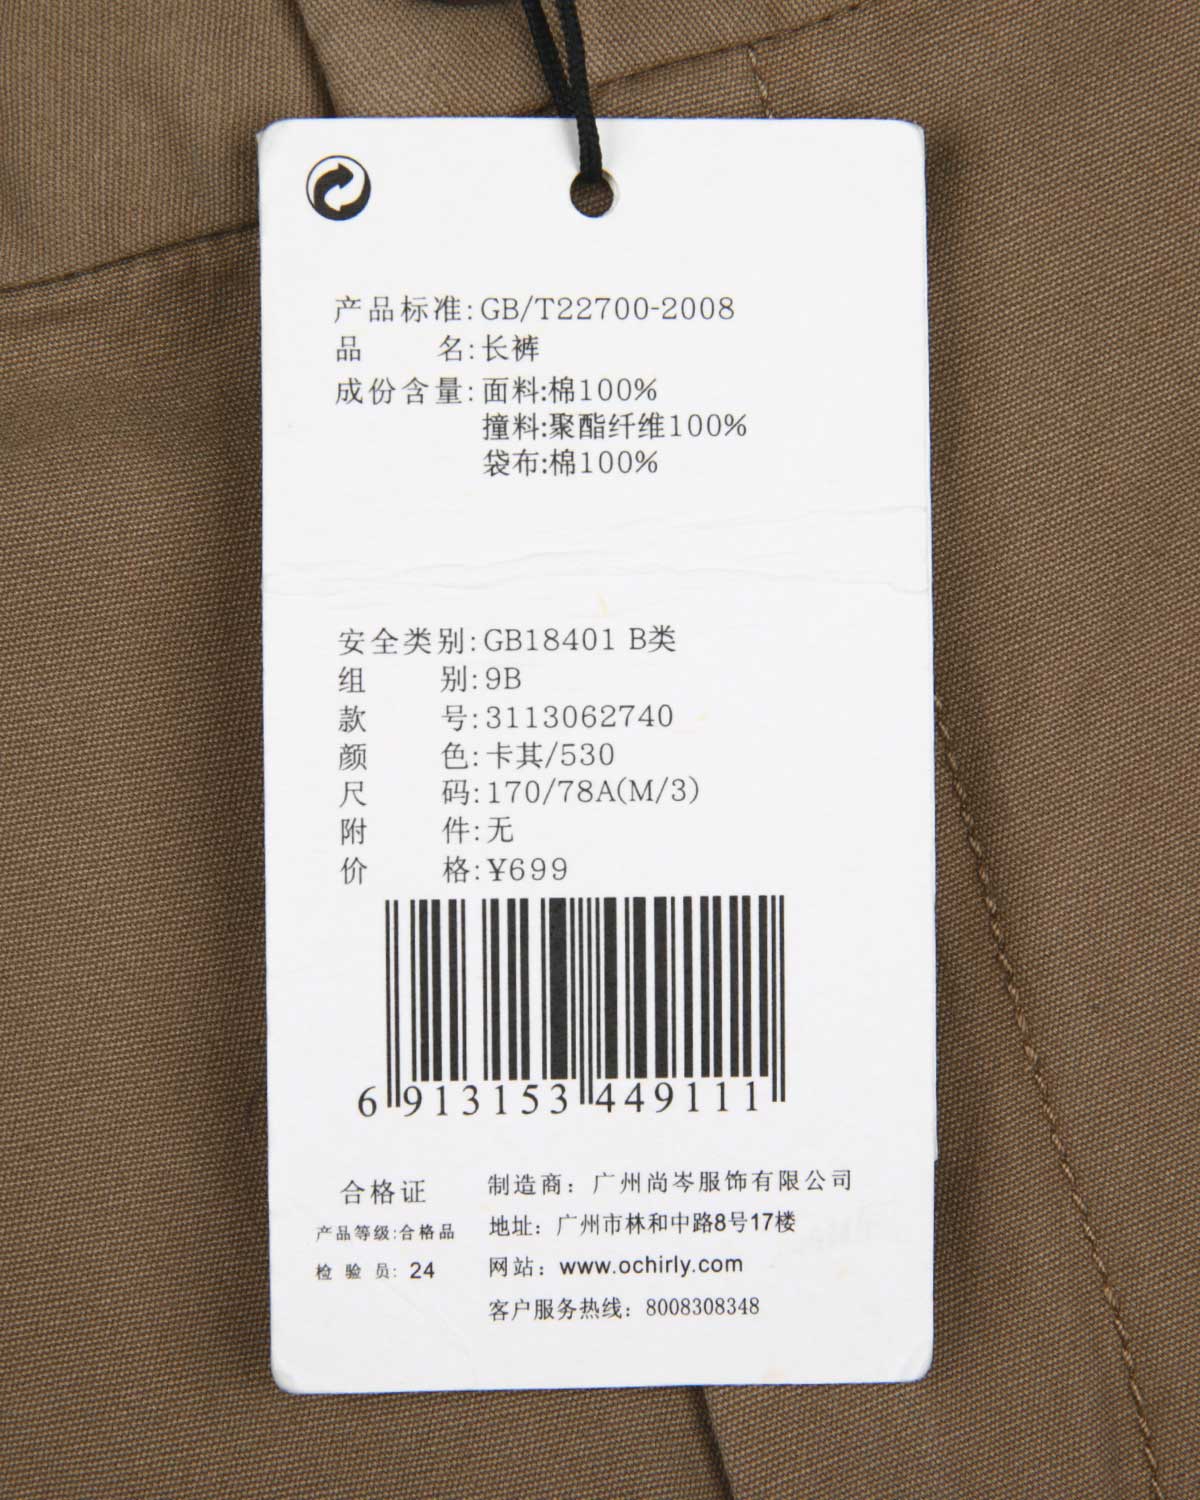 产品标准:GB/T22700-2008
品 名:长裤
成份含量:面料:棉100%
撞料:聚酯纤维100%
袋布:棉100%
安全类别:GB18401 B类
组 别:9B
款 号:3113062740
颜 色:卡其/530
尺 码:170/78A(M/3)
附 件:无
价 格:¥699
6 913153 449111
合格证
产品等级:合格品
检 验 员: 24
制造商：广州尚岑服饰有限公司
地址：广州市林和中路8号17楼
网站：www.ochirly.com
客户服务热线：8008308348